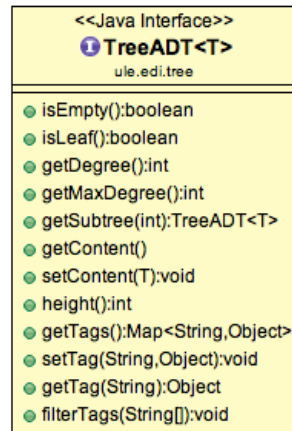 <<Java Interface>>
I TreeADT<T>
ule.edi.tree
isEmpty():boolean
isLeaf():boolean
getDegree():int
getMaxDegree():int
getSubtree(int):TreeADT<T>
getContent()
setContent(T):void
height():int
getTags():Map<String,Object>
setTag(String,Object):void
getTag(String):Object
filterTags(String[]):void